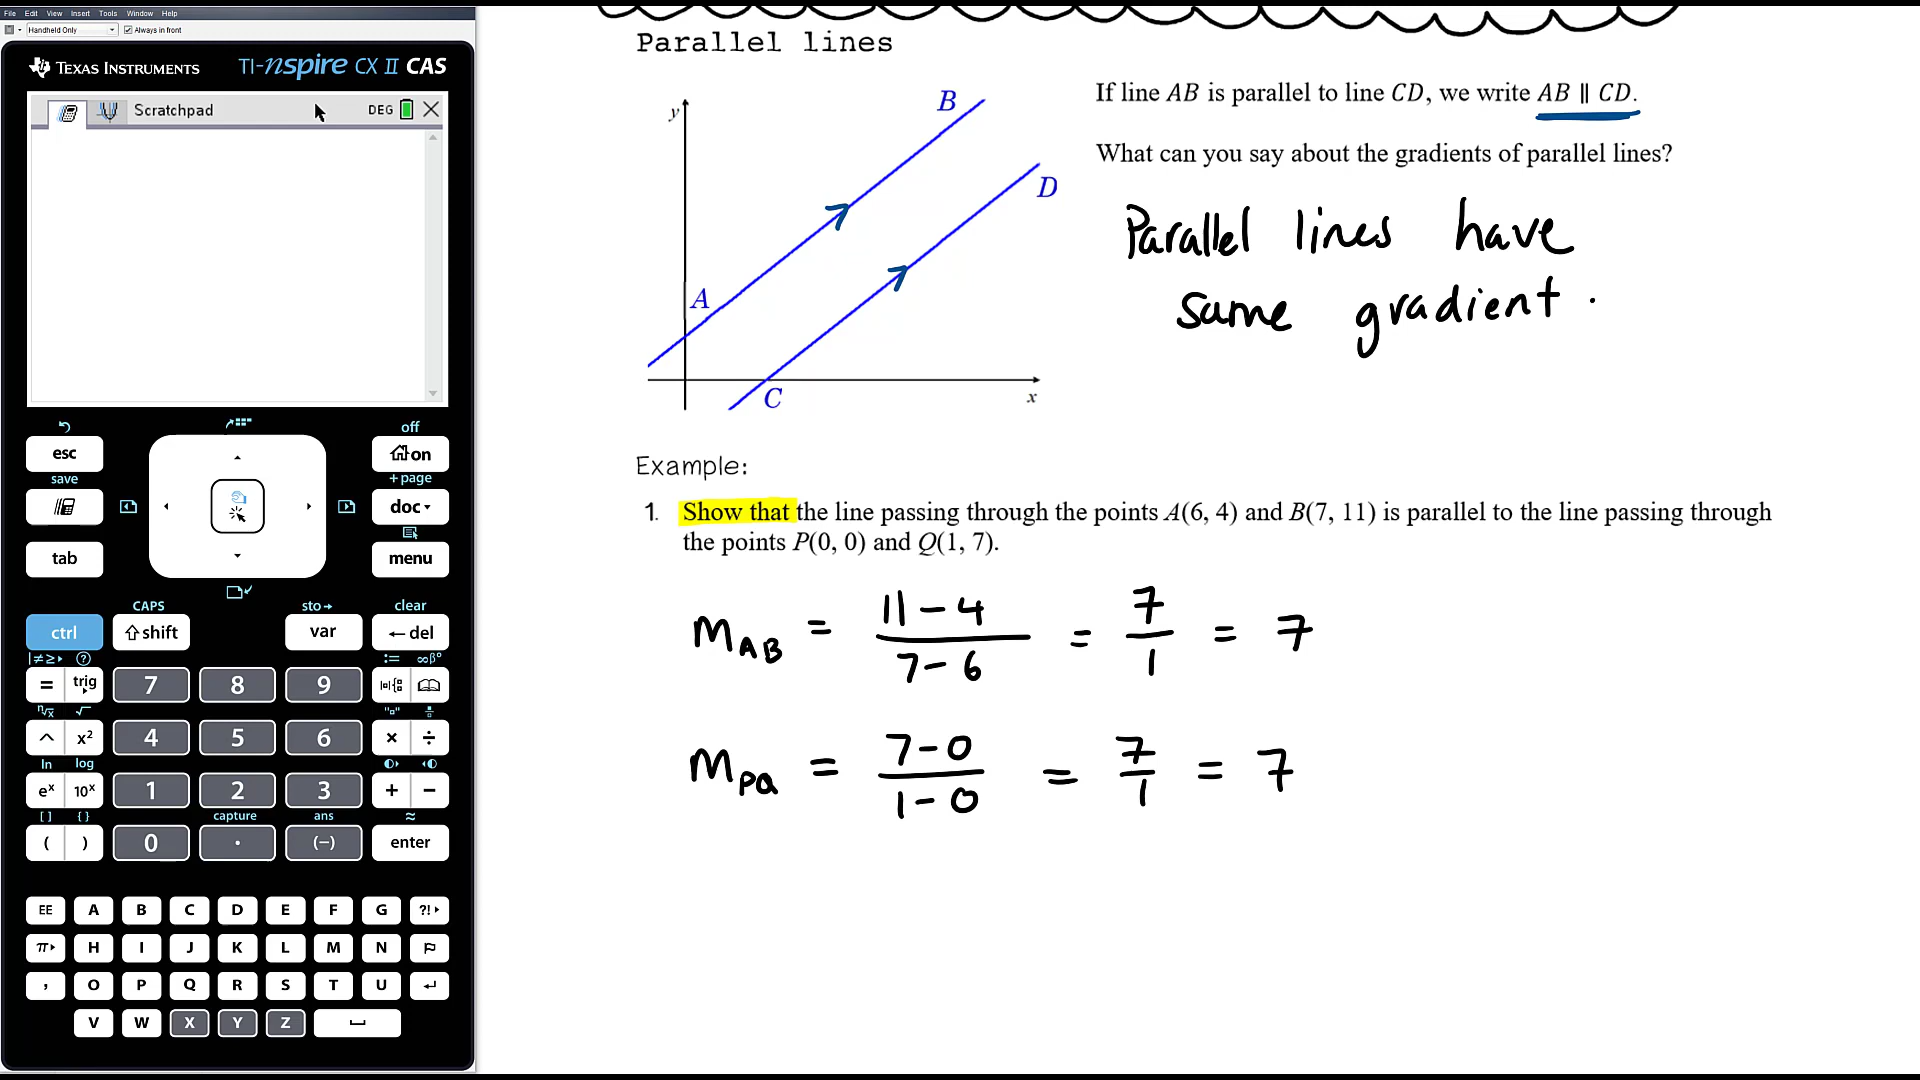 File Edit View Insert Tools Window Help
Handheld Only Always in front
TEXAS INSTRUMENTS TI-nspire CX II CAS
Scratchpad DEG
off
esc on
save + page
doc
tab menu
CAPS sto→ clear
ctrl shift var ←del
|≠≥▸ ? := ∞β°
= trig 7 8 9
ⁿ√x √
^ x² 4 5 6 × ÷
ln log
eˣ 10ˣ 1 2 3 + −
[ ] { } capture ans ≈
( ) 0 . (−) enter
EE A B C D E F G ?!▸
π▸ H I J K L M N
, O P Q R S T U ↵
V W X Y Z
Parallel lines
y B D A C x
If line AB is parallel to line CD, we write AB ∥ CD.
What can you say about the gradients of parallel lines?
Parallel lines have
same gradient .
Example:
1. Show that the line passing through the points A(6, 4) and B(7, 11) is parallel to the line passing through
the points P(0, 0) and Q(1, 7).
m_AB = (11 − 4)/(7 − 6) = 7/1 = 7
m_PQ = (7 − 0)/(1 − 0) = 7/1 = 7